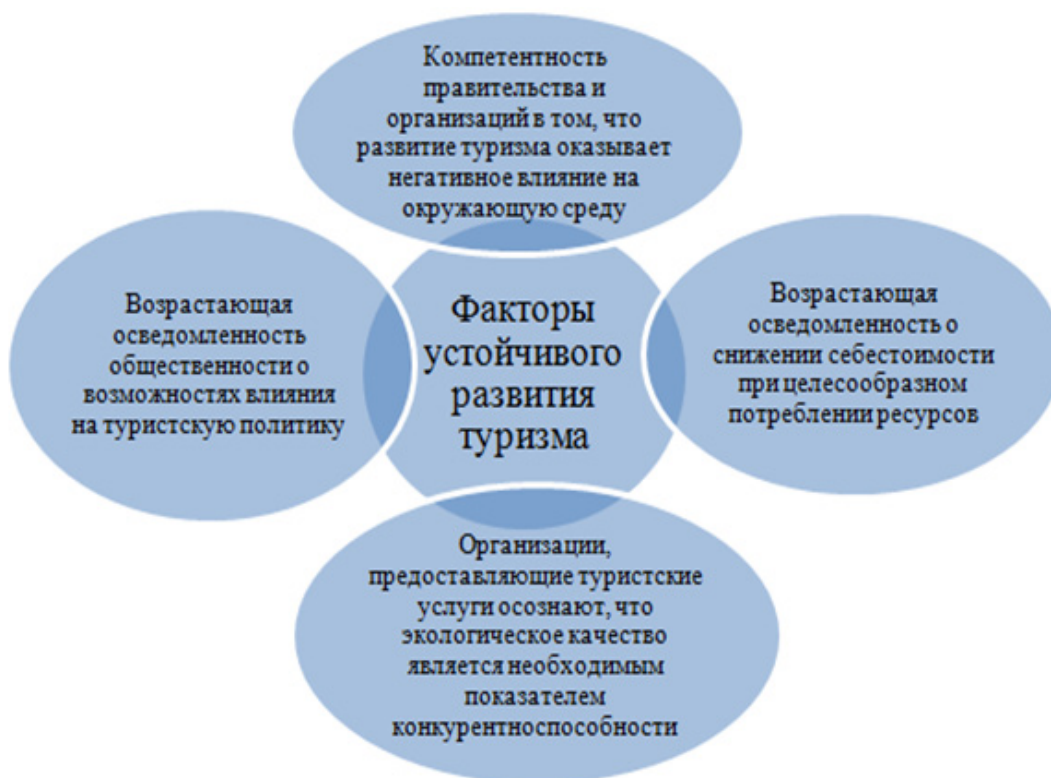 Компетентность
правительства и
организаций в том, что
развитие туризма оказывает
негативное влияние на
окружающую среду
Возрастающая
осведомленность
общественности о
возможностях влияния
на туристскую политику
Факторы
устойчивого
развития
туризма
Возрастающая
осведомленность о
снижении себестоимости
при целесообразном
потреблении ресурсов
Организации,
предоставляющие туристские
услуги осознают, что
экологическое качество
является необходимым
показателем
конкурентноспособности